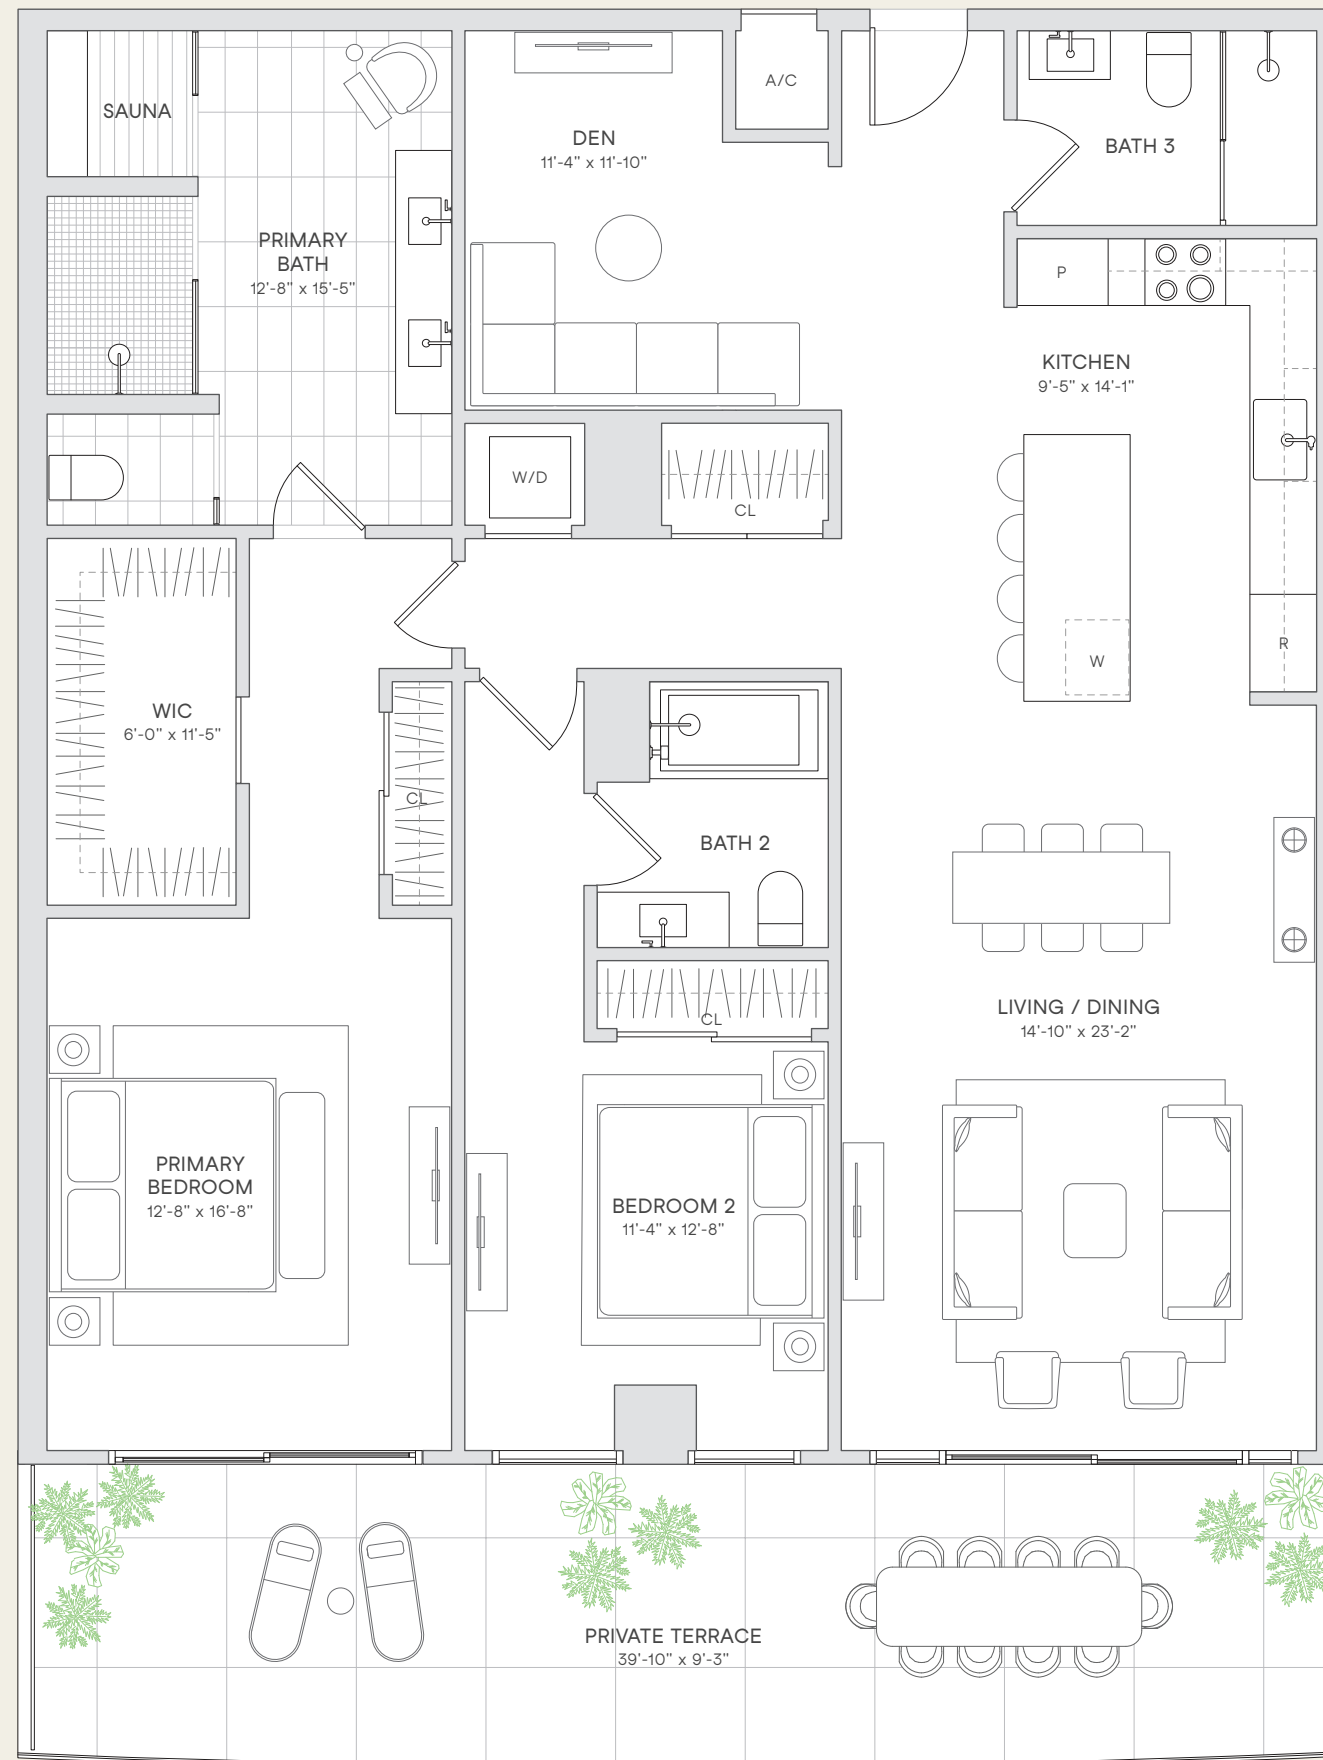 SAUNA
A/C
DEN
11'-4" x 11'-10"
BATH 3
PRIMARY
BATH
12'-8" x 15'-5"
P
KITCHEN
9'-5" x 14'-1"
W/D
CL
R
W
WIC
6'-0" x 11'-5"
CL
BATH 2
LIVING / DINING
14'-10" x 23'-2"
CL
PRIMARY
BEDROOM
12'-8" x 16'-8"
BEDROOM 2
11'-4" x 12'-8"
PRIVATE TERRACE
39'-10" x 9'-3"